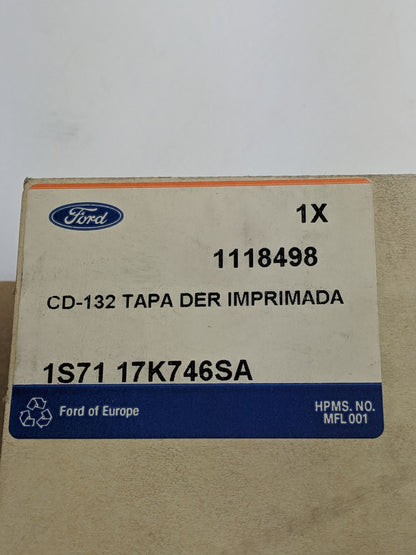 Ford
1X
1118498
CD-132 TAPA DER IMPRIMADA
1S71 17K746SA
Ford of Europe
HPMS. NO.
MFL 001